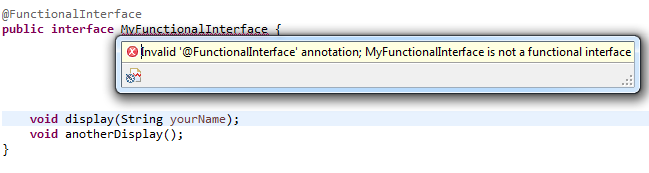 @FunctionalInterface
public interface MyFunctionalInterface {
Invalid '@FunctionalInterface' annotation; MyFunctionalInterface is not a functional interface
void display(String yourName);
void anotherDisplay();
}